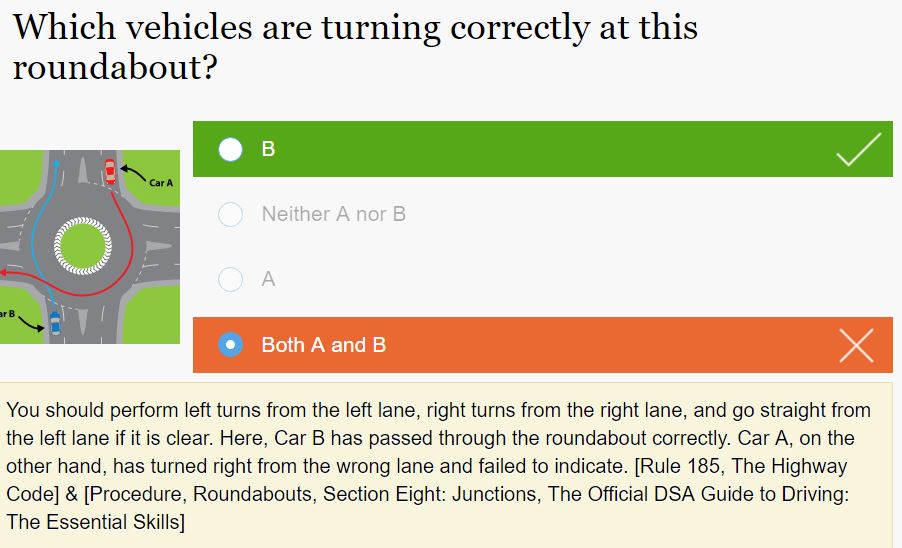 Which vehicles are turning correctly at this
roundabout?
B
Neither A nor B
Car A
A
ar B
Both A and B
You should perform left turns from the left lane, right turns from the right lane, and go straight from
the left lane if it is clear. Here, Car B has passed through the roundabout correctly. Car A, on the
other hand, has turned right from the wrong lane and failed to indicate. [Rule 185, The Highway
Code] & [Procedure, Roundabouts, Section Eight: Junctions, The Official DSA Guide to Driving:
The Essential Skills]